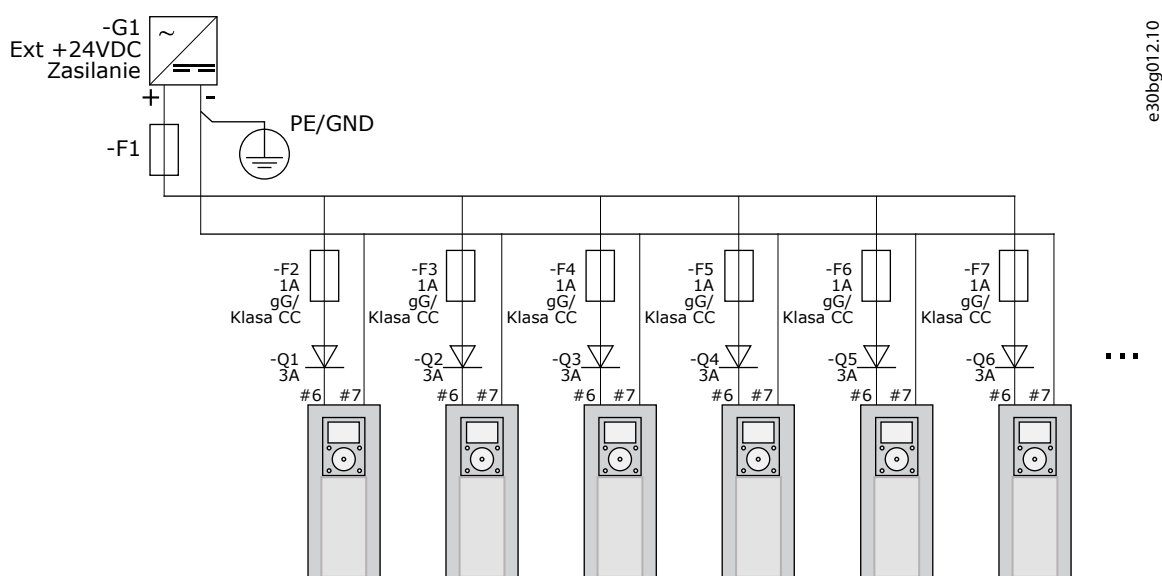 -G1
Ext +24VDC
Zasilanie
~
+ -
PE/GND
-F1
e30bg012.10
-F2
1A
gG/
Klasa CC
-F3
1A
gG/
Klasa CC
-F4
1A
gG/
Klasa CC
-F5
1A
gG/
Klasa CC
-F6
1A
gG/
Klasa CC
-F7
1A
gG/
Klasa CC
-Q1
3A
-Q2
3A
-Q3
3A
-Q4
3A
-Q5
3A
-Q6
3A
...
#6 #7
#6 #7
#6 #7
#6 #7
#6 #7
#6 #7